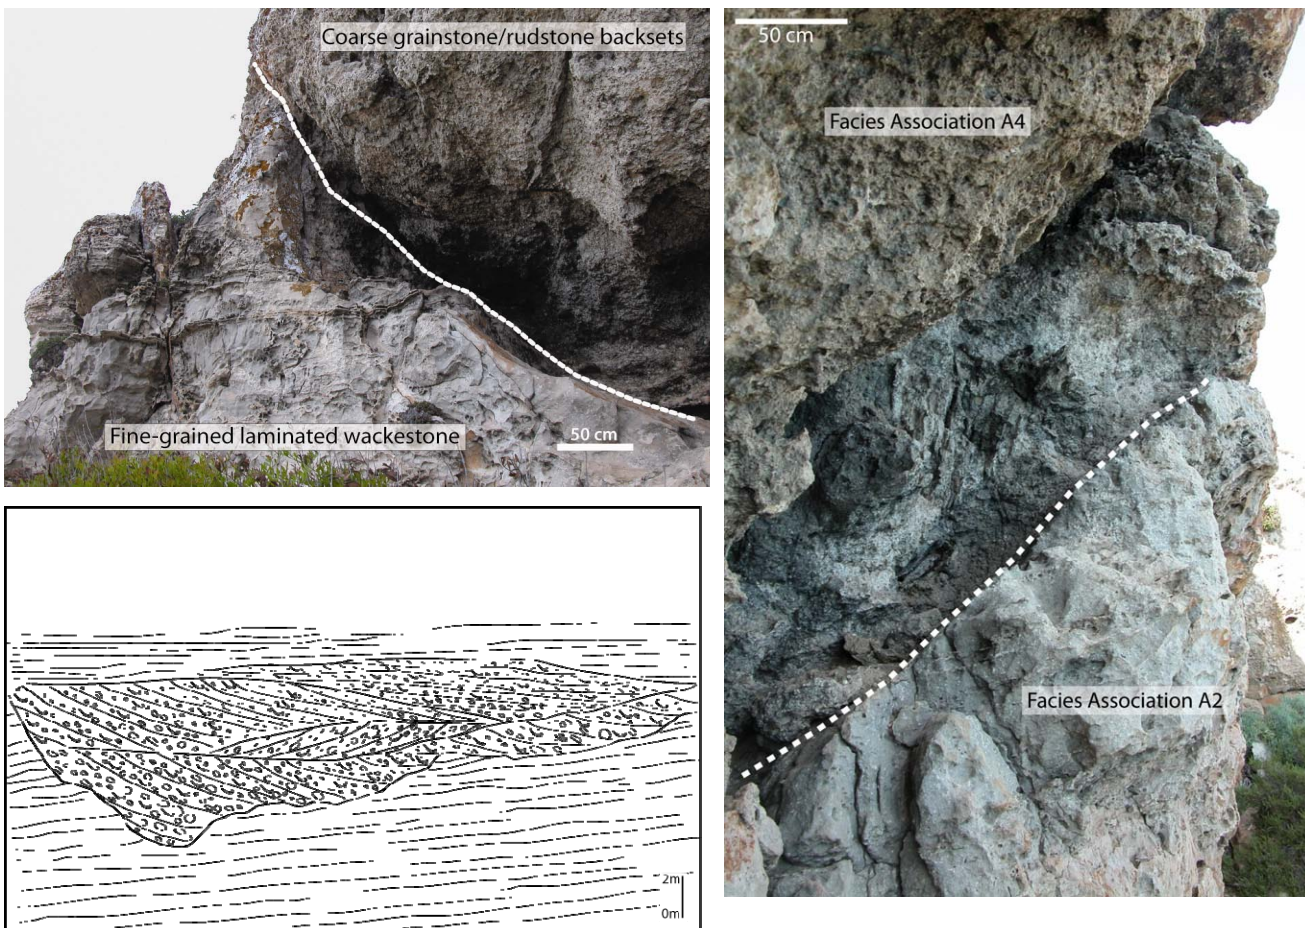 Coarse grainstone/rudstone backsets
Fine-grained laminated wackestone
50 cm
50 cm
Facies Association A4
Facies Association A2
2m
0m